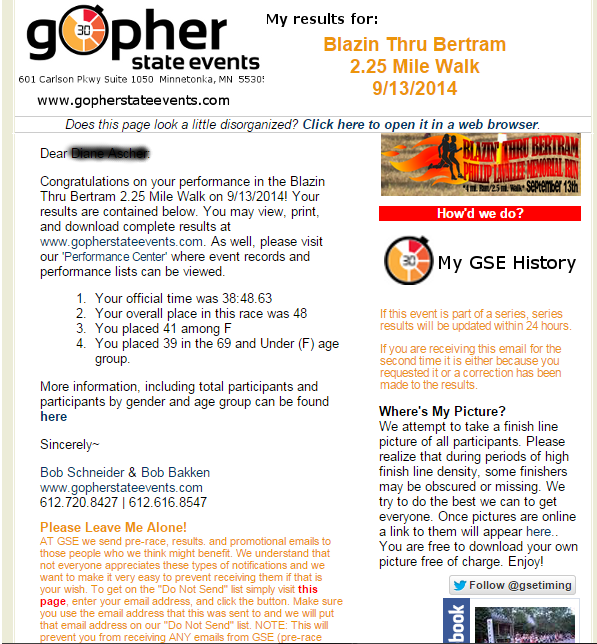 gopher
30
state events
601 Carlson Pkwy Suite 1050 Minnetonka, MN 5530
www.gopherstateevents.com
My results for:
Blazin Thru Bertram
2.25 Mile Walk
9/13/2014
Does this page look a little disorganized? Click here to open it in a web browser.
Dear
Congratulations on your performance in the Blazin
Thru Bertram 2.25 Mile Walk on 9/13/2014! Your
results are contained below. You may view, print,
and download complete results at
www.gopherstateevents.com. As well, please visit
our 'Performance Center' where event records and
performance lists can be viewed.
1. Your official time was 38:48.63
2. Your overall place in this race was 48
3. You placed 41 among F
4. You placed 39 in the 69 and Under (F) age
group.
More information, including total participants and
participants by gender and age group can be found
here
Sincerely~
Bob Schneider & Bob Bakken
www.gopherstateevents.com
612.720.8427 | 612.616.8547
Please Leave Me Alone!
AT GSE we send pre-race, results. and promotional emails to
those people who we think might benefit. We understand that
not everyone appreciates these types of notifications and we
want to make it very easy to prevent receiving them if that is
your wish. To get on the "Do Not Send" list simply visit this
page, enter your email address, and click the button. Make sure
you use the email address that this was sent to and we will put
that email address on our "Do Not Send" list. NOTE: This will
prevent you from receiving ANY emails from GSE (pre-race
BLAZIN' THRU BERTRAM
PHILIP LAVALLEE MEMORIAL RUN
*4 mi. Run/2.5 mi. Walk* September 13th
How'd we do?
30
My GSE History
If this event is part of a series, series
results will be updated within 24 hours.
If you are receiving this email for the
second time it is either because you
requested it or a correction has been
made to the results.
Where's My Picture?
We attempt to take a finish line
picture of all participants. Please
realize that during periods of high
finish line density, some finishers
may be obscured or missing. We
try to do the best we can to get
everyone. Once pictures are online
a link to them will appear here..
You are free to download your own
picture free of charge. Enjoy!
Follow @gsetiming
book